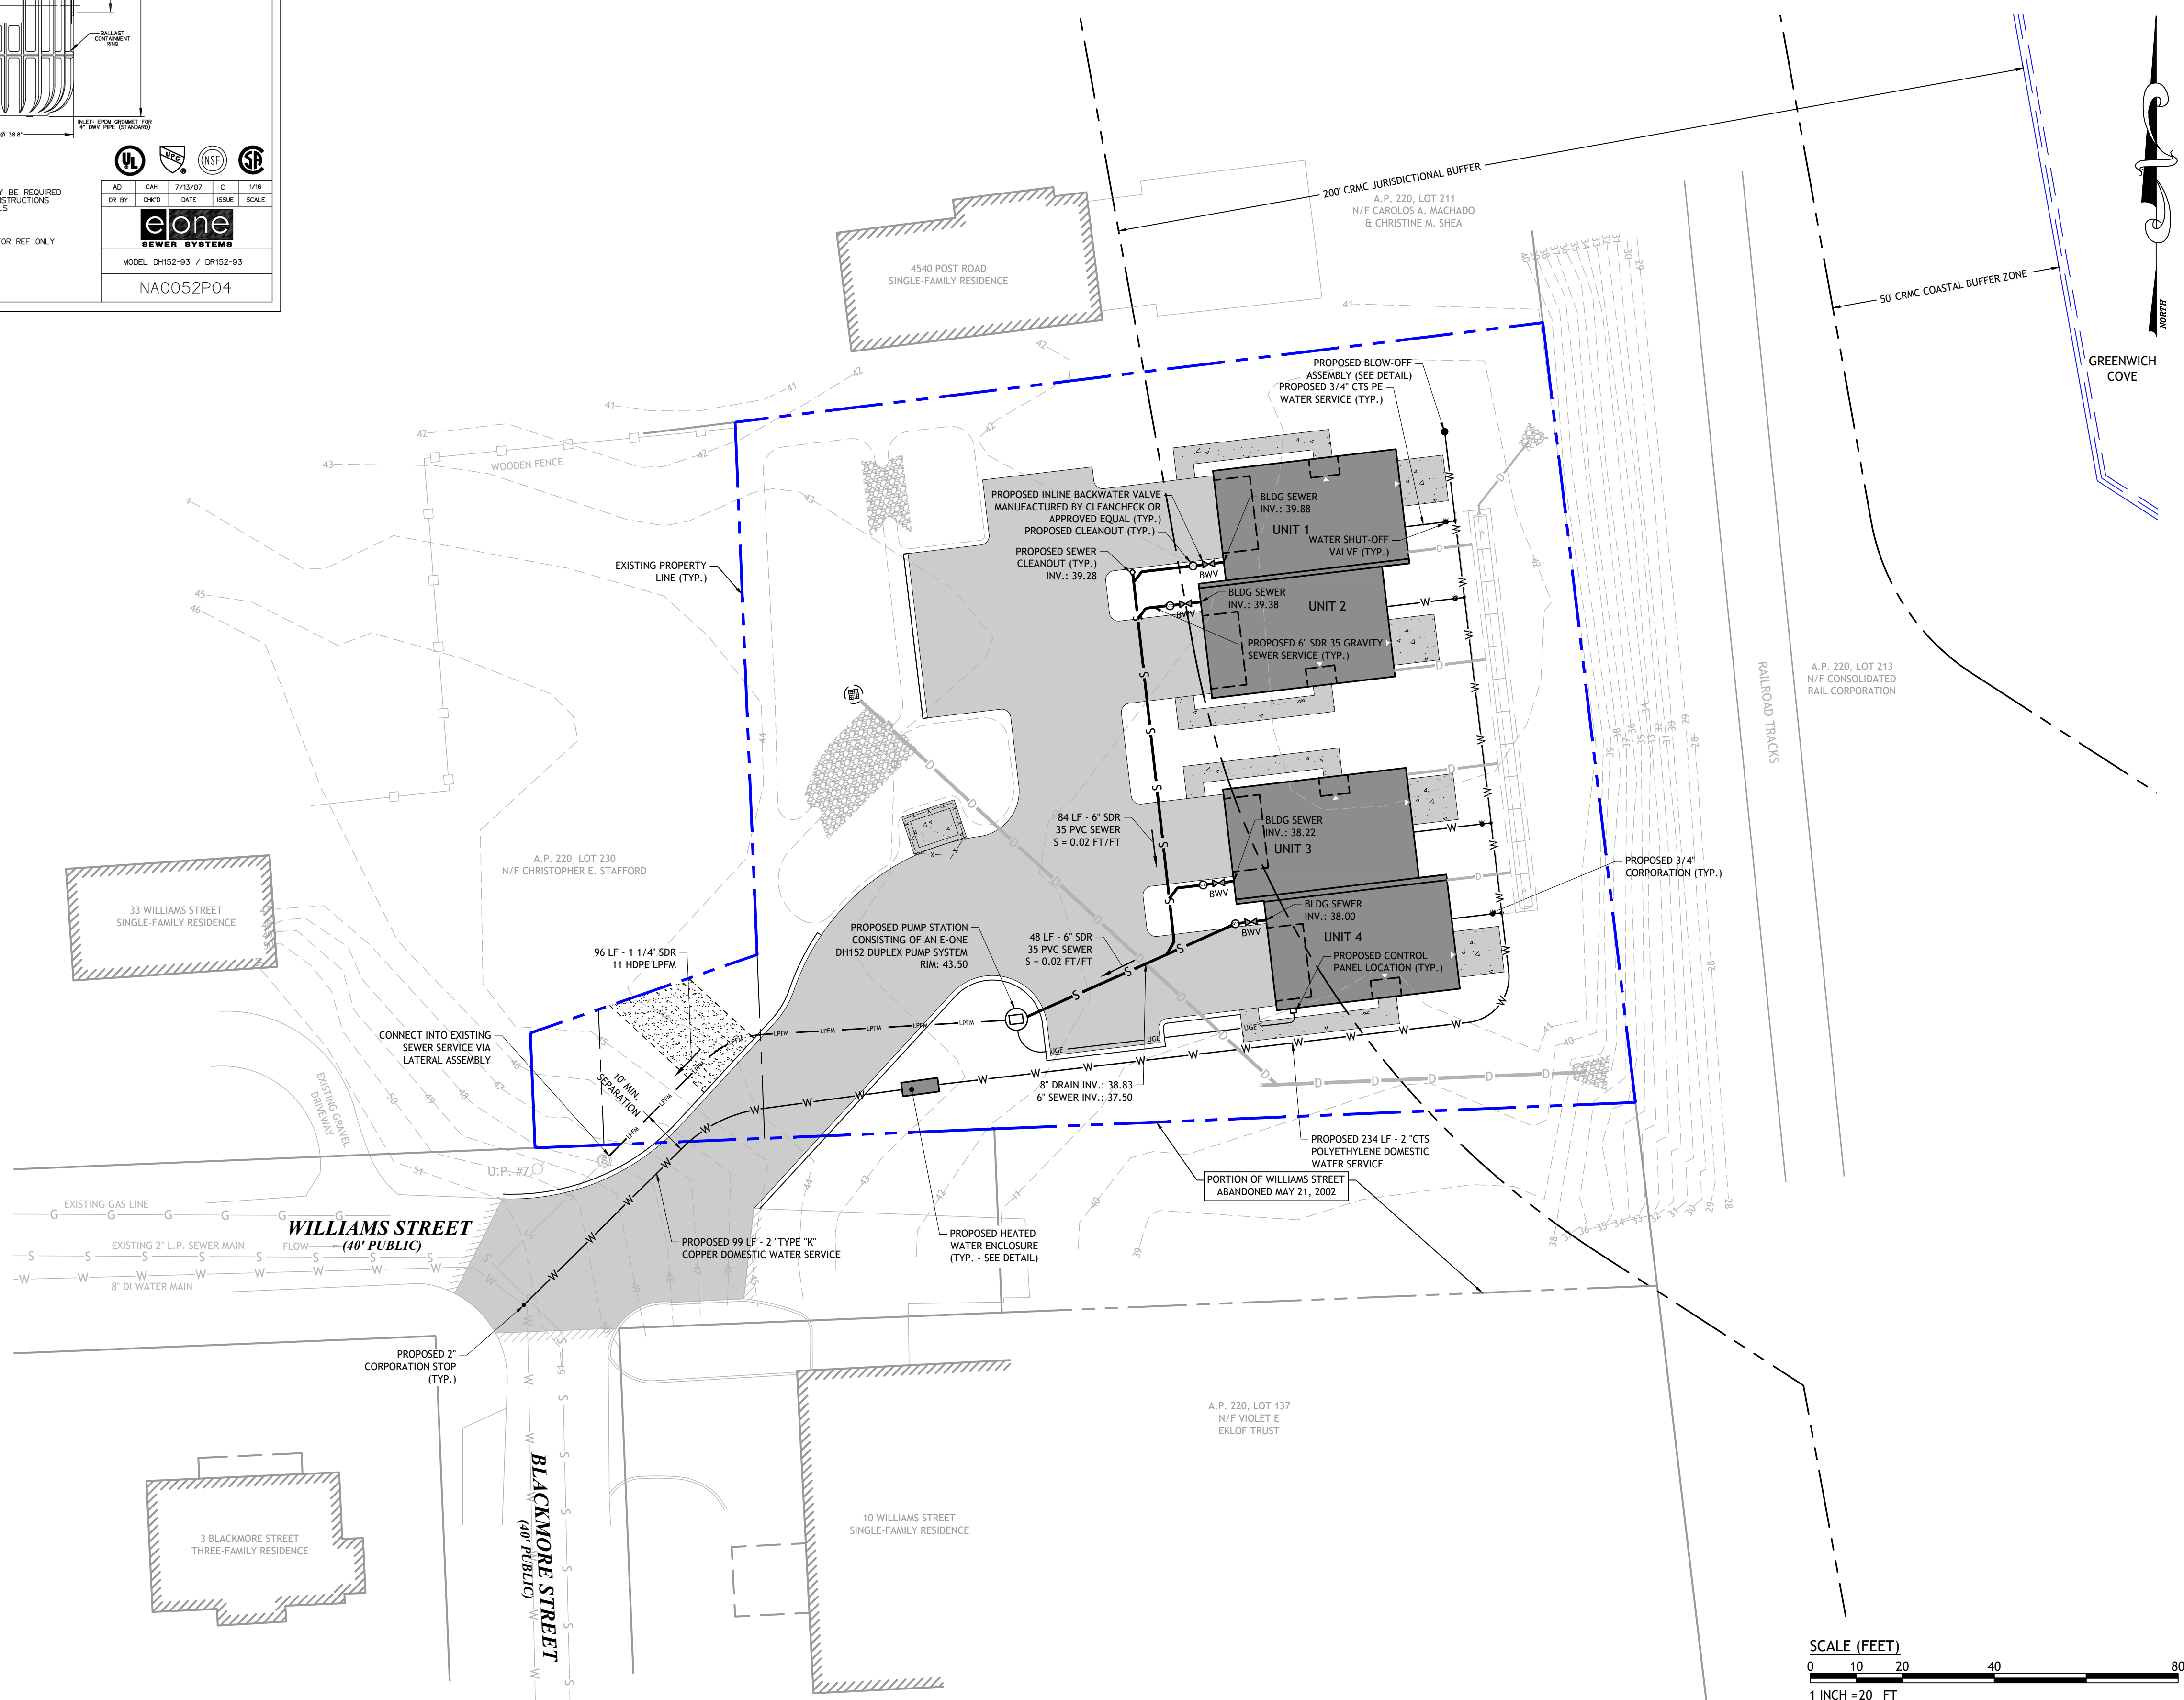 BALLAST
CONTAINMENT
RING
INLET: EPDM GROMMET FOR
4" DWV PIPE (STANDARD)
Ø 38.8"
UL
UPC
NSF
SA
Y BE REQUIRED
NSTRUCTIONS
LS
OR REF ONLY
AD CAH 7/13/07 C 1/16
DR BY CHK'D DATE ISSUE SCALE
e one
SEWER SYSTEMS
MODEL DH152-93 / DR152-93
NA0052P04
200' CRMC JURISDICTIONAL BUFFER
A.P. 220, LOT 211
N/F CAROLOS A. MACHADO
& CHRISTINE M. SHEA
50' CRMC COASTAL BUFFER ZONE
NORTH
GREENWICH
COVE
4540 POST ROAD
SINGLE-FAMILY RESIDENCE
WOODEN FENCE
PROPOSED BLOW-OFF
ASSEMBLY (SEE DETAIL)
PROPOSED 3/4" CTS PE
WATER SERVICE (TYP.)
PROPOSED INLINE BACKWATER VALVE
MANUFACTURED BY CLEANCHECK OR
APPROVED EQUAL (TYP.)
PROPOSED CLEANOUT (TYP.)
BLDG SEWER
INV.: 39.88
UNIT 1
WATER SHUT-OFF
VALVE (TYP.)
PROPOSED SEWER
CLEANOUT (TYP.)
INV.: 39.28
BWV
EXISTING PROPERTY
LINE (TYP.)
BLDG SEWER
INV.: 39.38
UNIT 2
BWV
PROPOSED 6" SDR 35 GRAVITY
SEWER SERVICE (TYP.)
RAILROAD TRACKS
A.P. 220, LOT 213
N/F CONSOLIDATED
RAIL CORPORATION
84 LF - 6" SDR
35 PVC SEWER
S = 0.02 FT/FT
BLDG SEWER
INV.: 38.22
UNIT 3
BWV
PROPOSED 3/4"
CORPORATION (TYP.)
A.P. 220, LOT 230
N/F CHRISTOPHER E. STAFFORD
33 WILLIAMS STREET
SINGLE-FAMILY RESIDENCE
BLDG SEWER
INV.: 38.00
UNIT 4
BWV
PROPOSED PUMP STATION
CONSISTING OF AN E-ONE
DH152 DUPLEX PUMP SYSTEM
RIM: 43.50
48 LF - 6" SDR
35 PVC SEWER
S = 0.02 FT/FT
PROPOSED CONTROL
PANEL LOCATION (TYP.)
96 LF - 1 1/4" SDR
11 HDPE LPFM
LPFM LPFM LPFM LPFM LPFM
UGE UGE UGE
CONNECT INTO EXISTING
SEWER SERVICE VIA
LATERAL ASSEMBLY
10' MIN.
SEPARATION
EXISTING GRAVEL
DRIVEWAY
8" DRAIN INV.: 38.83
6" SEWER INV.: 37.50
PROPOSED 234 LF - 2 "CTS
POLYETHYLENE DOMESTIC
WATER SERVICE
PORTION OF WILLIAMS STREET
ABANDONED MAY 21, 2002
U.P. #7
EXISTING GAS LINE
WILLIAMS STREET
(40' PUBLIC)
EXISTING 2" L.P. SEWER MAIN
FLOW
8" DI WATER MAIN
PROPOSED 99 LF - 2 "TYPE "K"
COPPER DOMESTIC WATER SERVICE
PROPOSED HEATED
WATER ENCLOSURE
(TYP. - SEE DETAIL)
PROPOSED 2"
CORPORATION STOP
(TYP.)
A.P. 220, LOT 137
N/F VIOLET E
EKLOF TRUST
BLACKMORE STREET
(40' PUBLIC)
10 WILLIAMS STREET
SINGLE-FAMILY RESIDENCE
3 BLACKMORE STREET
THREE-FAMILY RESIDENCE
SCALE (FEET)
0 10 20 40 80
1 INCH =20 FT